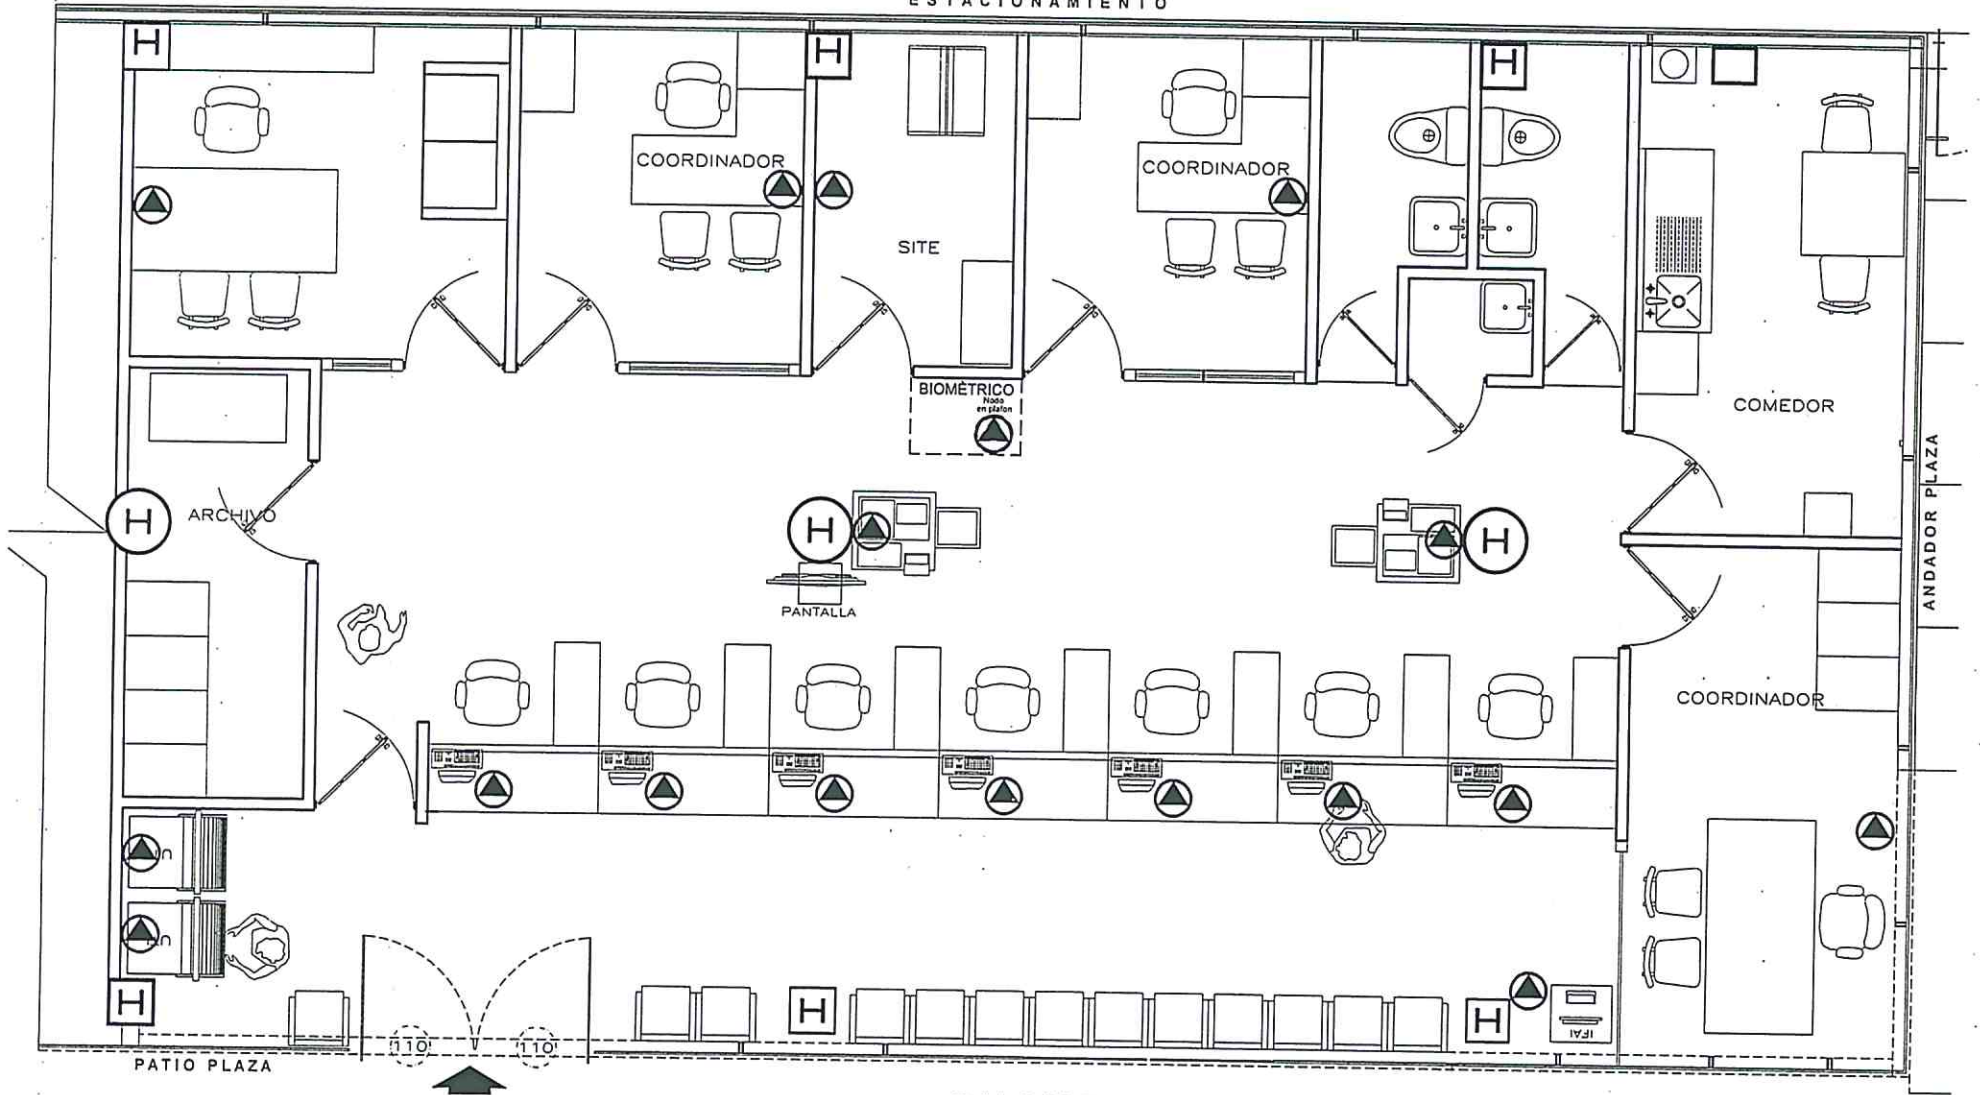 ESTACIONAMIENTO
H
H
H
COORDINADOR
COORDINADOR
SITE
BIOMÉTRICO
Nodo
en plafon
COMEDOR
ANDADOR PLAZA
H
ARCHIVO
H
H
PANTALLA
COORDINADOR
H
H
H
IFAI
110
110
PATIO PLAZA